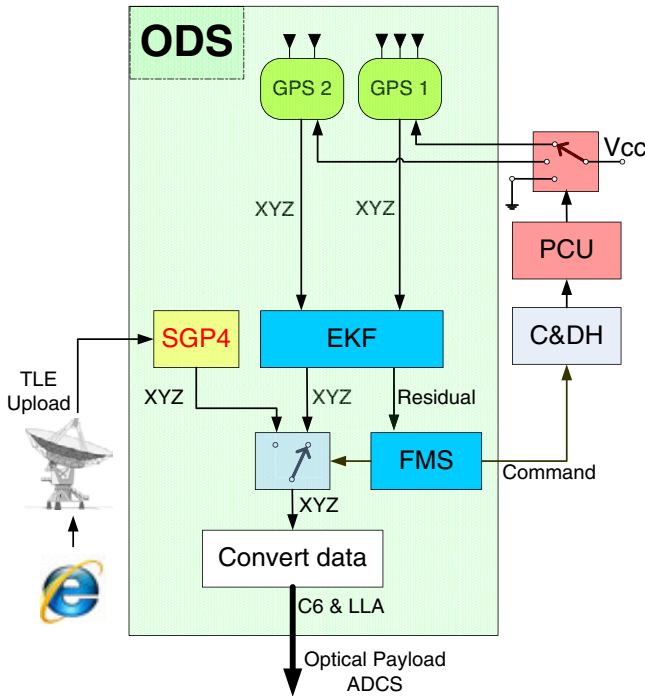 ODS
GPS 2
GPS 1
Vcc
XYZ
XYZ
PCU
SGP4
EKF
C&DH
TLE
Upload
XYZ
XYZ
Residual
FMS
Command
XYZ
Convert data
C6 & LLA
Optical Payload
ADCS